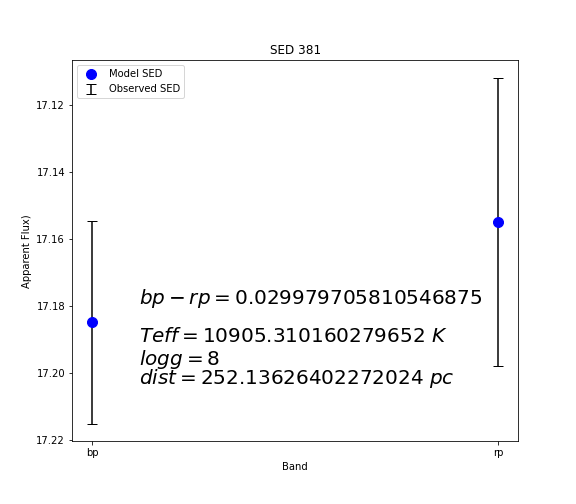 SED 381
Model SED
Observed SED
17.12
17.14
17.16
17.18
17.20
17.22
Apparent Flux)
bp − rp = 0.029979705810546875
Teff = 10905.310160279652 K
logg = 8
dist = 252.13626402272024 pc
bp
rp
Band